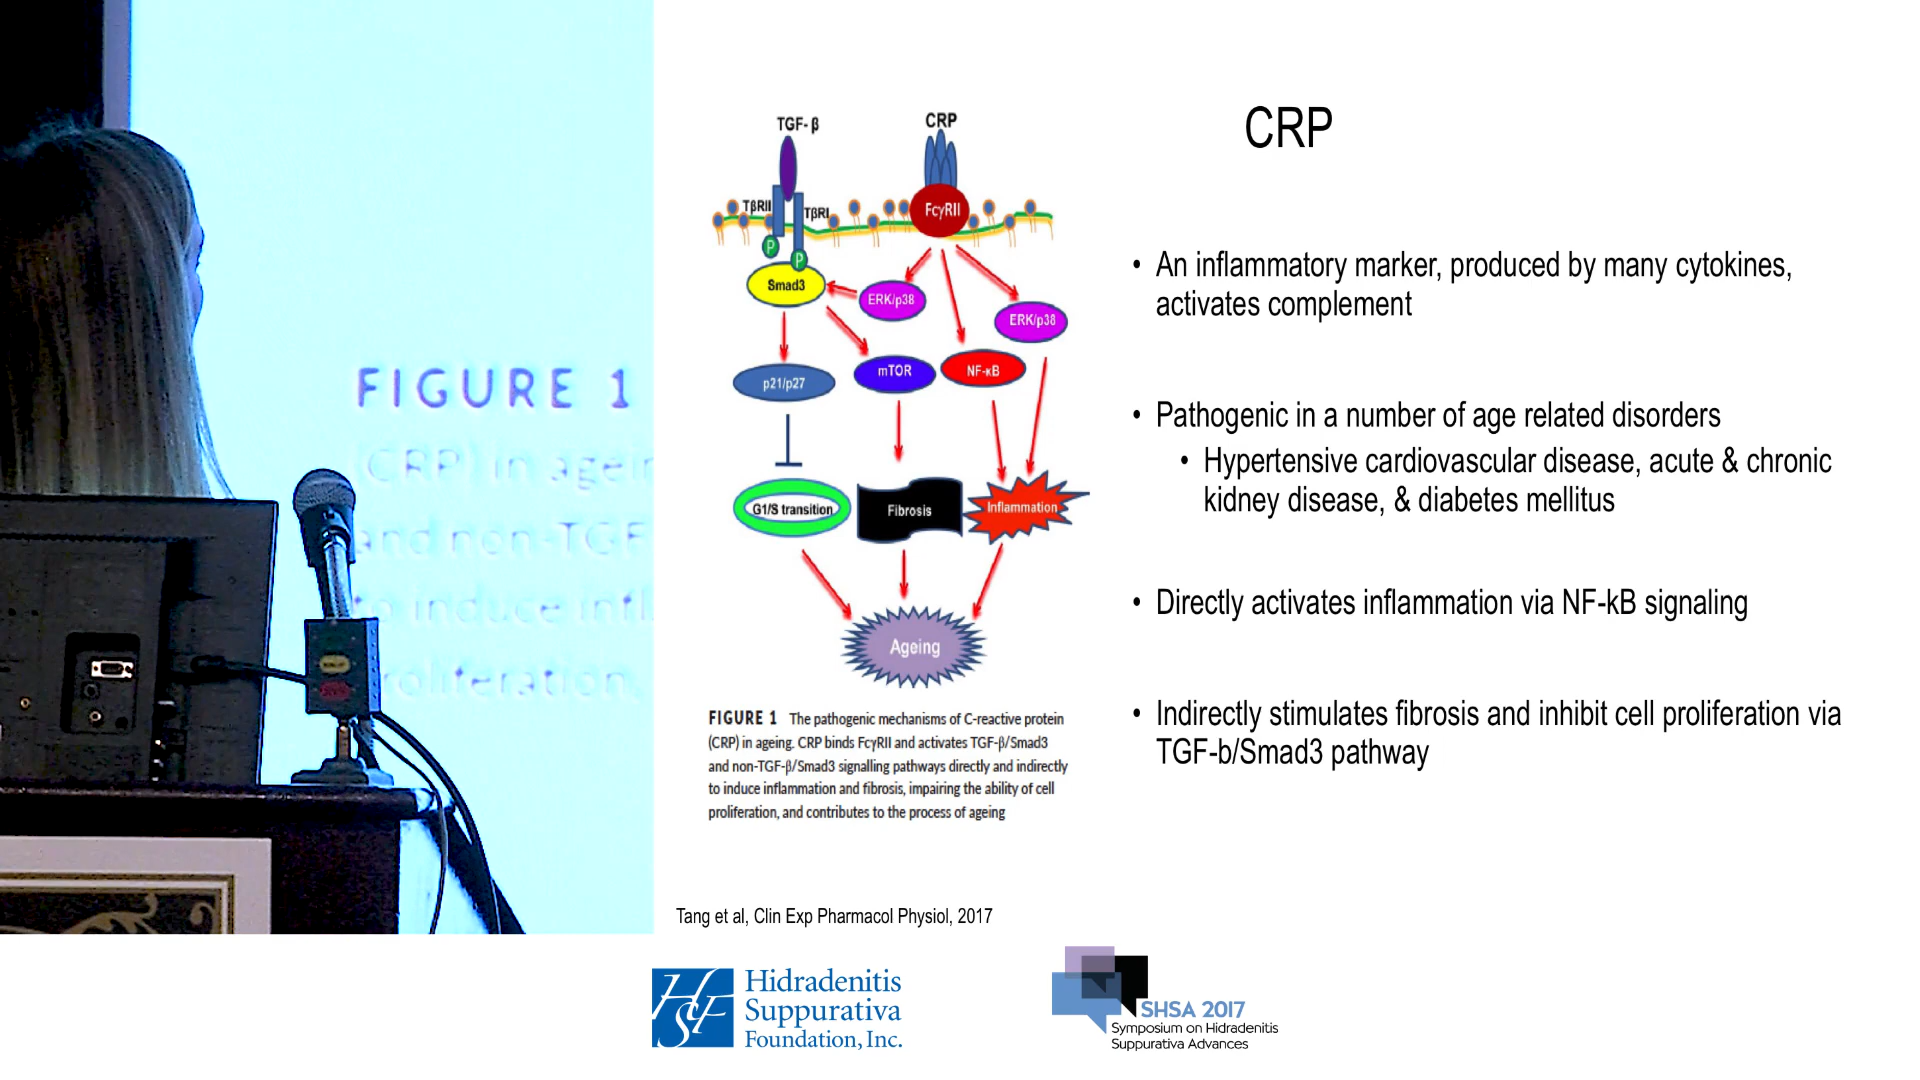 FIGURE 1
(CRP) in agein
and non-TGF
to induce infl
roliferation,
TGF- β
CRP
TβRII
TβRI
FcγRII
P
P
Smad3
ERK/p38
ERK/p38
p21/p27
mTOR
NF-κB
G1/S transition
Fibrosis
Inflammation
Ageing
FIGURE 1 The pathogenic mechanisms of C-reactive protein
(CRP) in ageing. CRP binds FcγRII and activates TGF-β/Smad3
and non-TGF-β/Smad3 signalling pathways directly and indirectly
to induce inflammation and fibrosis, impairing the ability of cell
proliferation, and contributes to the process of ageing
Tang et al, Clin Exp Pharmacol Physiol, 2017
CRP
• An inflammatory marker, produced by many cytokines,
activates complement
• Pathogenic in a number of age related disorders
• Hypertensive cardiovascular disease, acute & chronic
kidney disease, & diabetes mellitus
• Directly activates inflammation via NF-kB signaling
• Indirectly stimulates fibrosis and inhibit cell proliferation via
TGF-b/Smad3 pathway
HSF
Hidradenitis
Suppurativa
Foundation, Inc.
SHSA 2017
Symposium on Hidradenitis
Suppurativa Advances